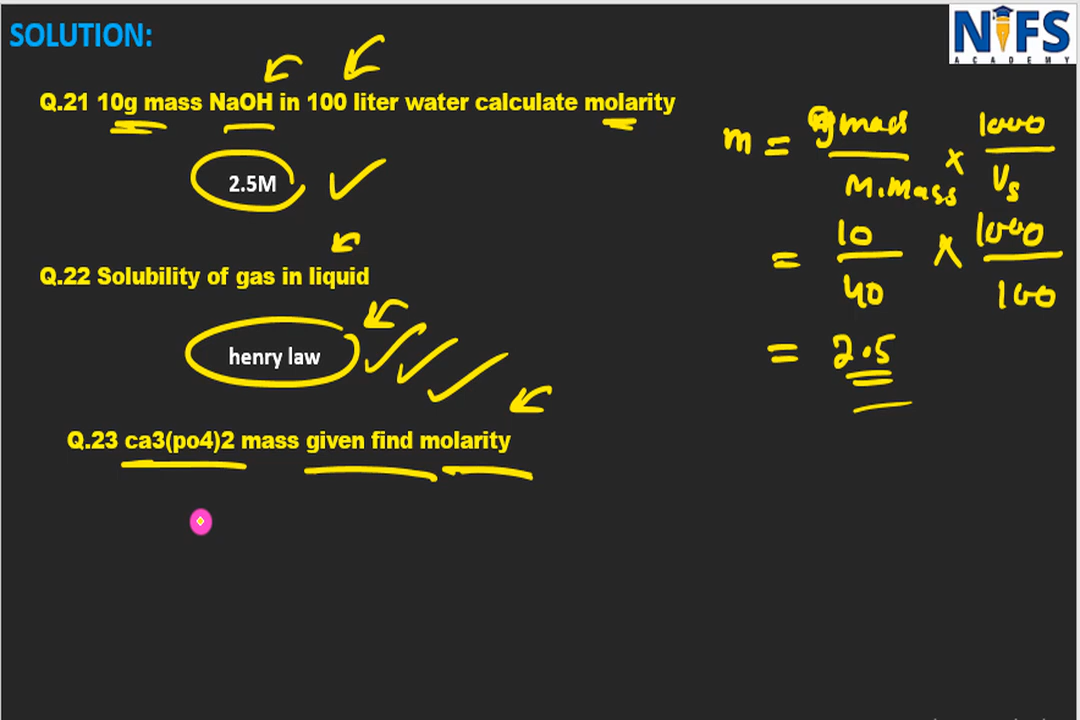 SOLUTION:
NIFS
ACADEMY
Q.21 10g mass NaOH in 100 liter water calculate molarity
2.5M
Q.22 Solubility of gas in liquid
henry law
Q.23 ca3(po4)2 mass given find molarity
m = g mass / M.Mass × 1000 / Vs
= 10 / 40 × 1000 / 100
= 2.5